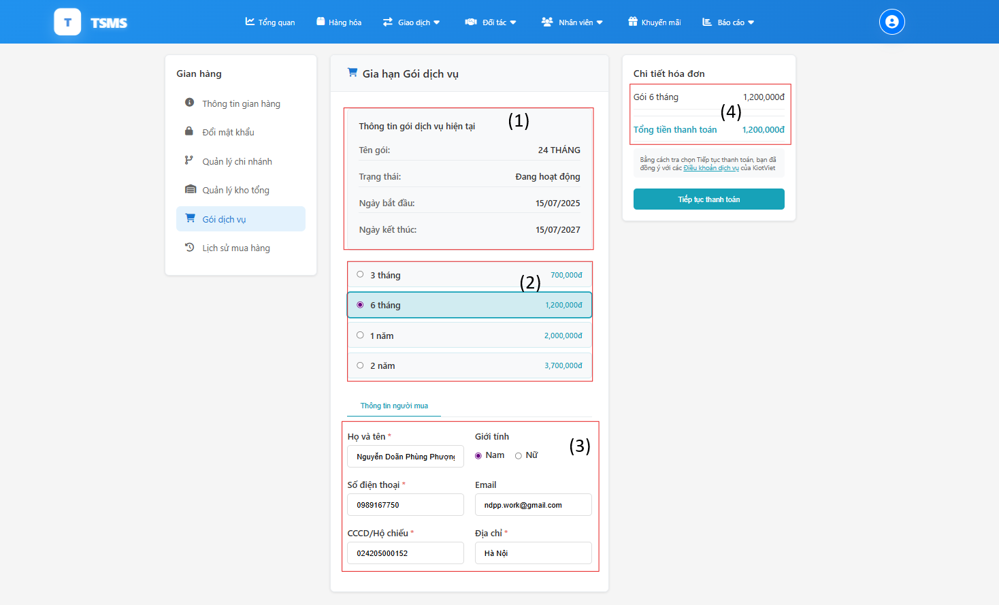 T TSMS
Tổng quan Hàng hóa Giao dịch Đối tác Nhân viên Khuyến mãi Báo cáo
Gian hàng
Thông tin gian hàng
Đổi mật khẩu
Quản lý chi nhánh
Quản lý kho tổng
Gói dịch vụ
Lịch sử mua hàng
Gia hạn Gói dịch vụ
(1)
Thông tin gói dịch vụ hiện tại
Tên gói: 24 THÁNG
Trạng thái: Đang hoạt động
Ngày bắt đầu: 15/07/2025
Ngày kết thúc: 15/07/2027
3 tháng 700,000đ
(2)
6 tháng 1,200,000đ
1 năm 2,000,000đ
2 năm 3,700,000đ
Thông tin người mua
Họ và tên * Giới tính
(3)
Nguyễn Doãn Phùng Phượng Nam Nữ
Số điện thoại * Email
0989167750 ndpp.work@gmail.com
CCCD/Hộ chiếu * Địa chỉ *
024205000152 Hà Nội
Chi tiết hóa đơn
Gói 6 tháng 1,200,000đ
(4)
Tổng tiền thanh toán 1,200,000đ
Bằng cách tra chọn Tiếp tục thanh toán, bạn đã
đồng ý với các Điều khoản dịch vụ của KiotViet
Tiếp tục thanh toán